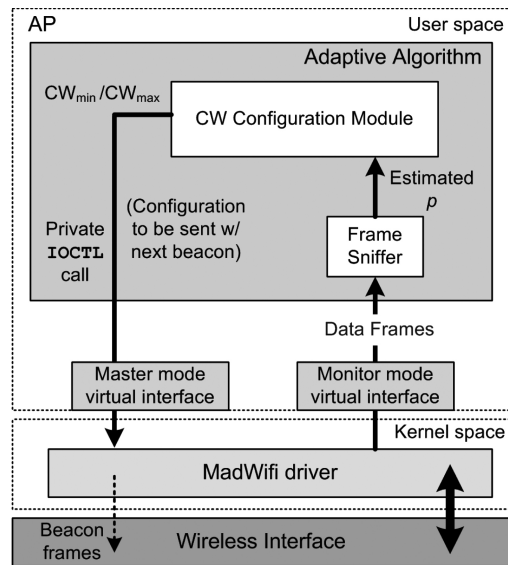 AP
User space
Adaptive Algorithm
CWmin /CWmax
CW Configuration Module
Estimated
p
(Configuration
to be sent w/
next beacon)
Private
IOCTL
call
Frame
Sniffer
Data Frames
Master mode
virtual interface
Monitor mode
virtual interface
Kernel space
MadWifi driver
Beacon
frames
Wireless Interface